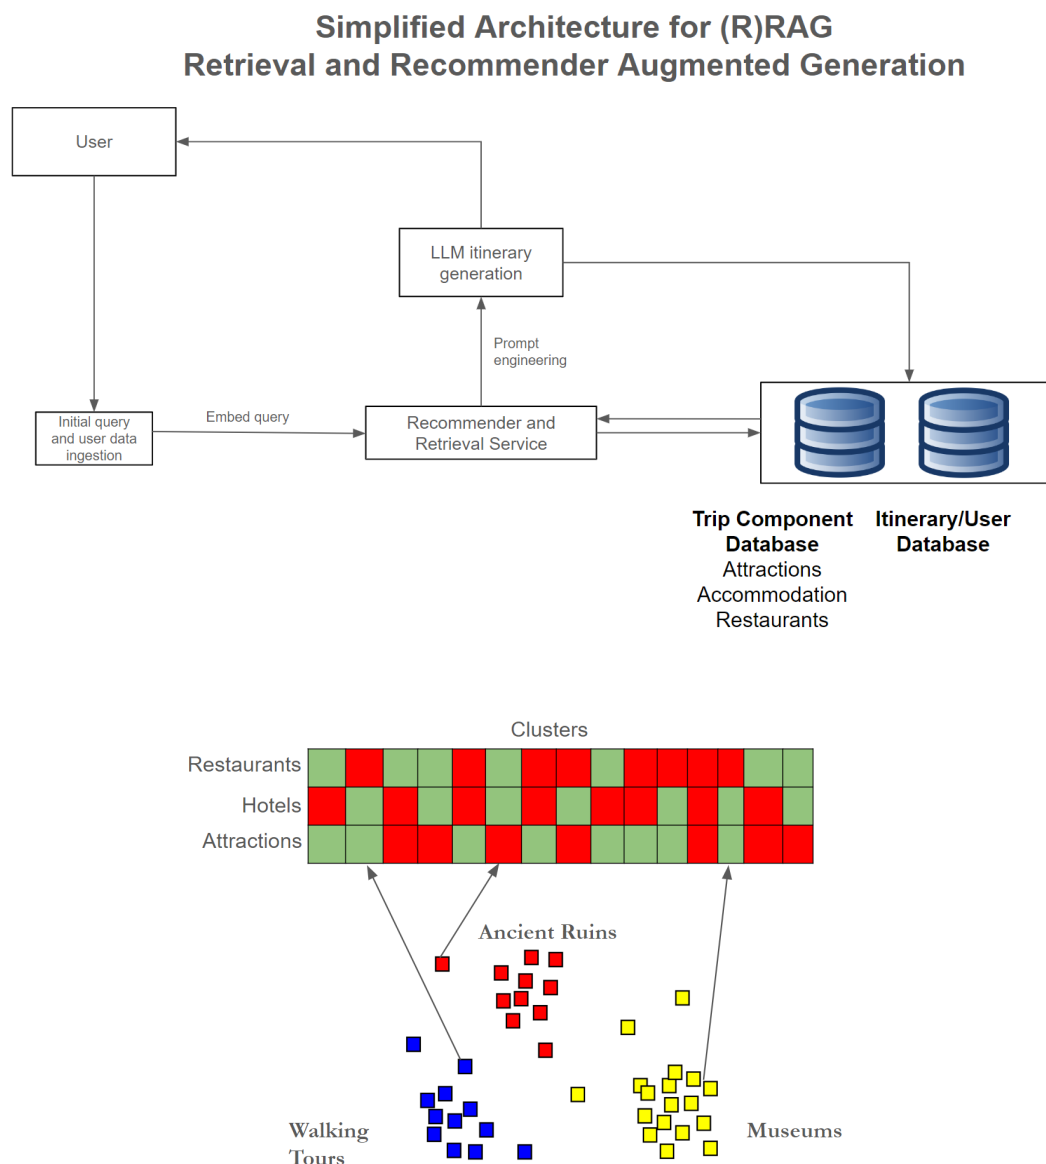 Simplified Architecture for (R)RAG
Retrieval and Recommender Augmented Generation
User
LLM itinerary
generation
Prompt
engineering
Initial query
and user data
ingestion
Embed query
Recommender and
Retrieval Service
Trip Component
Database
Attractions
Accommodation
Restaurants
Itinerary/User
Database
Clusters
Restaurants
Hotels
Attractions
Ancient Ruins
Walking
Tours
Museums